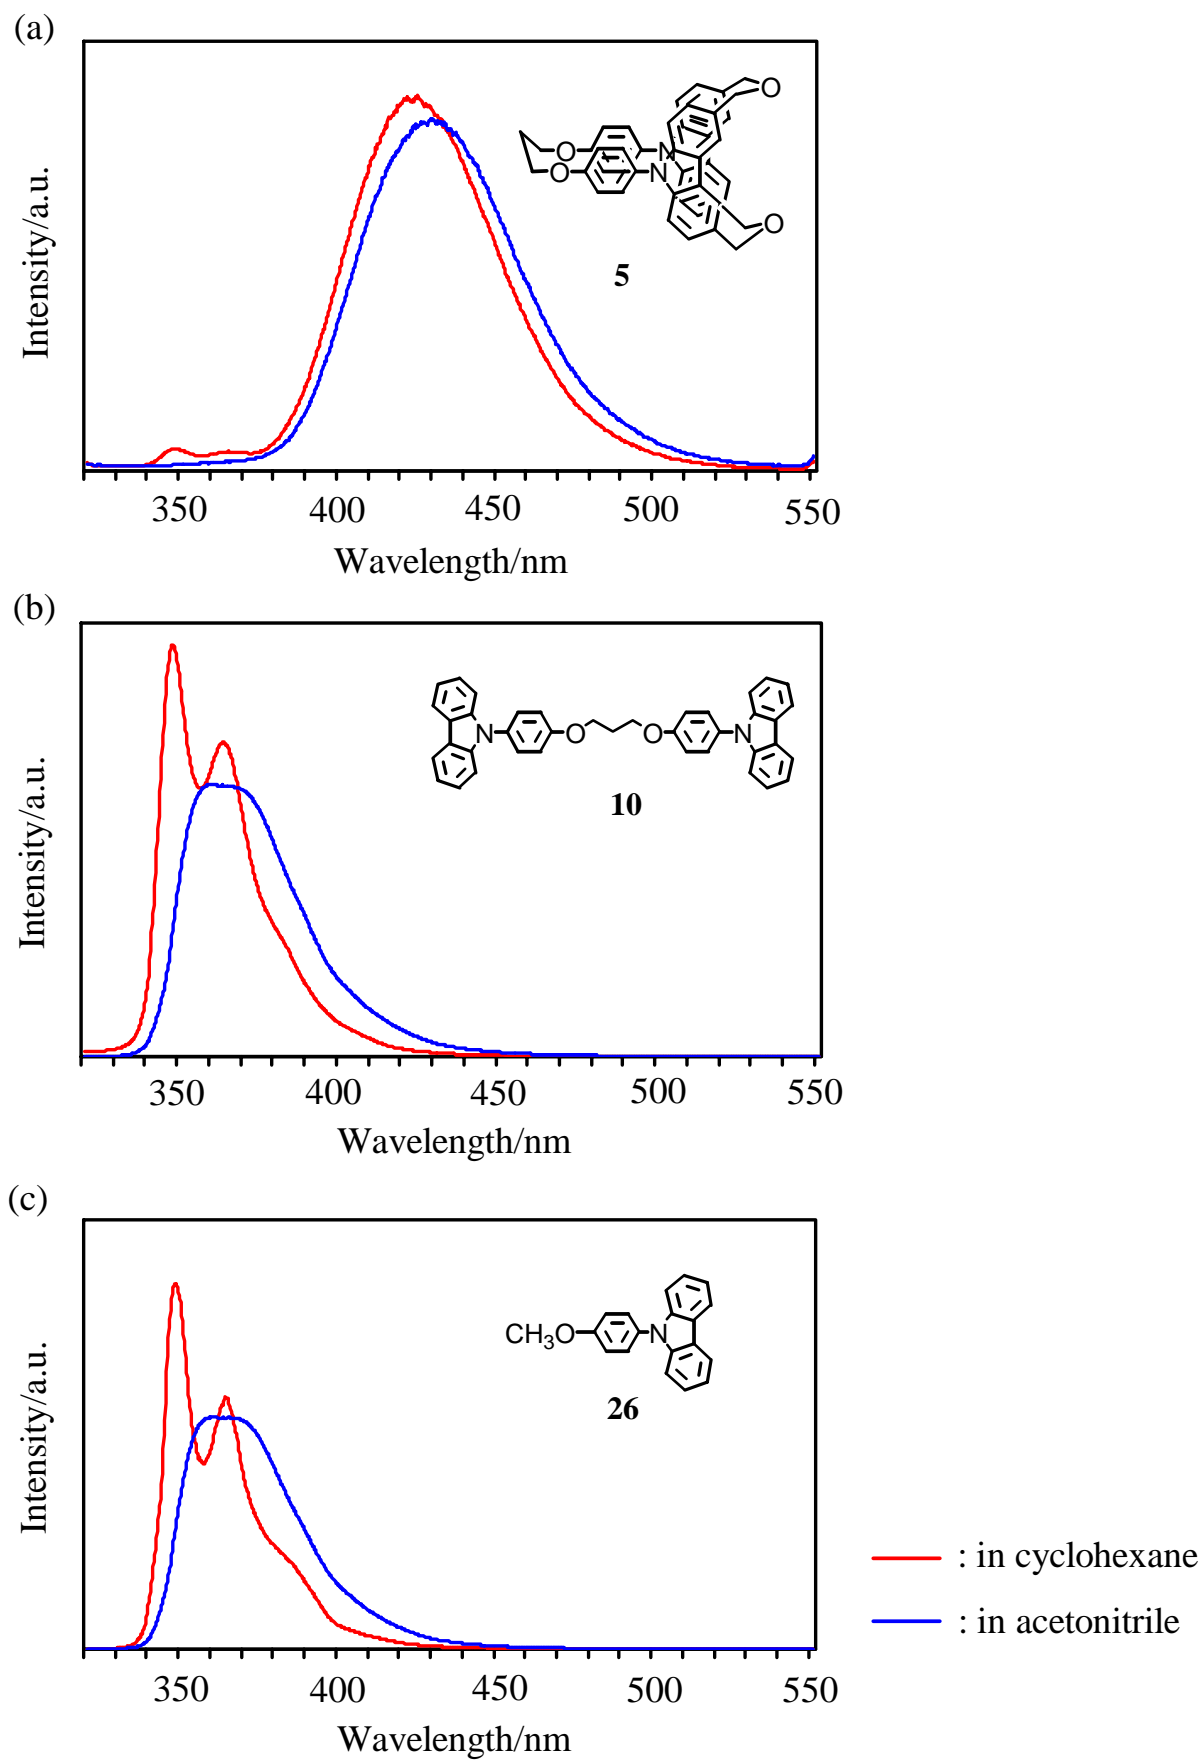 (a)
Intensity/a.u.
O
O
O
N
N
O
O
5
350 400 450 500 550
Wavelength/nm
(b)
Intensity/a.u.
N
O
O
N
10
350 400 450 500 550
Wavelength/nm
(c)
Intensity/a.u.
CH3O
N
26
350 400 450 500 550
Wavelength/nm
: in cyclohexane
: in acetonitrile